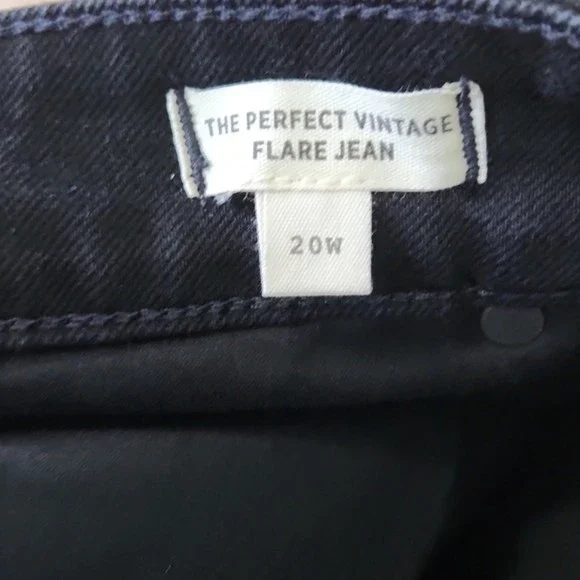 THE PERFECT VINTAGE
FLARE JEAN
20W